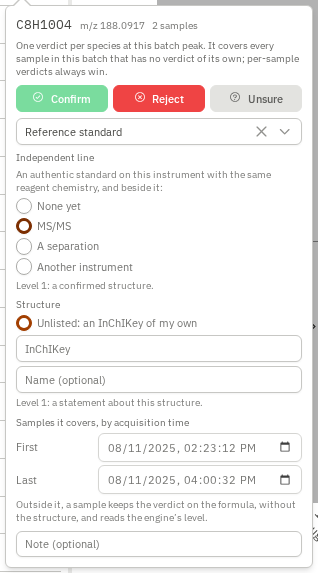 C8H10O4 m/z 188.0917 2 samples
One verdict per species at this batch peak. It covers every
sample in this batch that has no verdict of its own; per-sample
verdicts always win.
Confirm Reject Unsure
Reference standard
Independent line
An authentic standard on this instrument with the same
reagent chemistry, and beside it:
None yet
MS/MS
A separation
Another instrument
Level 1: a confirmed structure.
Structure
Unlisted: an InChIKey of my own
InChIKey
Name (optional)
Level 1: a statement about this structure.
Samples it covers, by acquisition time
First 08/11/2025, 02:23:12 PM
Last 08/11/2025, 04:00:32 PM
Outside it, a sample keeps the verdict on the formula, without
the structure, and reads the engine's level.
Note (optional)